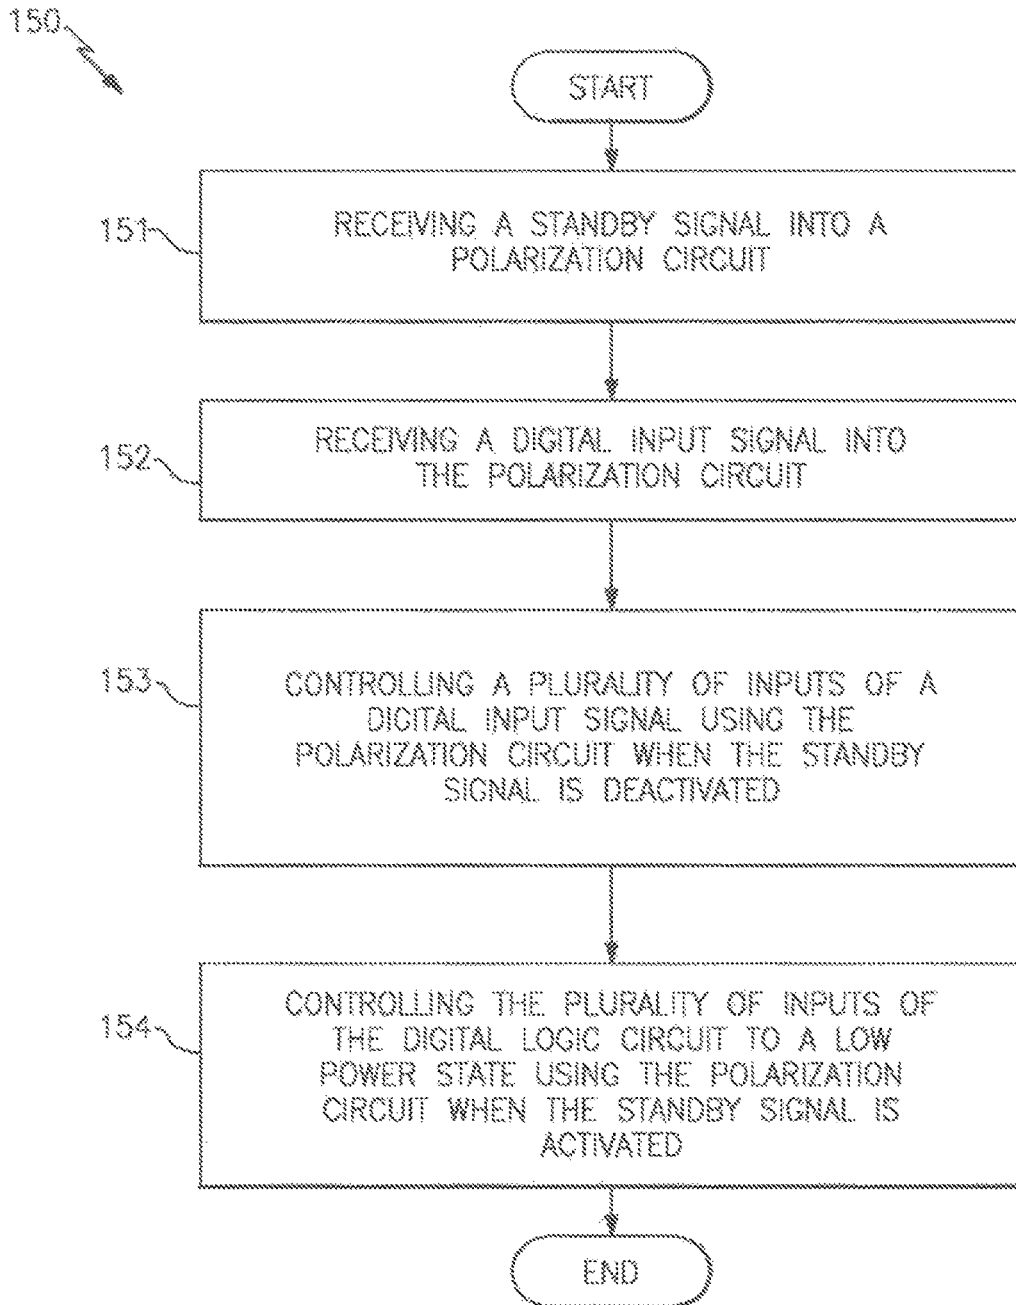 150
START
151
RECEIVING A STANDBY SIGNAL INTO A
POLARIZATION CIRCUIT
152
RECEIVING A DIGITAL INPUT SIGNAL INTO
THE POLARIZATION CIRCUIT
153
CONTROLLING A PLURALITY OF INPUTS OF A
DIGITAL INPUT SIGNAL USING THE
POLARIZATION CIRCUIT WHEN THE STANDBY
SIGNAL IS DEACTIVATED
154
CONTROLLING THE PLURALITY OF INPUTS OF
THE DIGITAL LOGIC CIRCUIT TO A LOW
POWER STATE USING THE POLARIZATION
CIRCUIT WHEN THE STANDBY SIGNAL IS
ACTIVATED
END